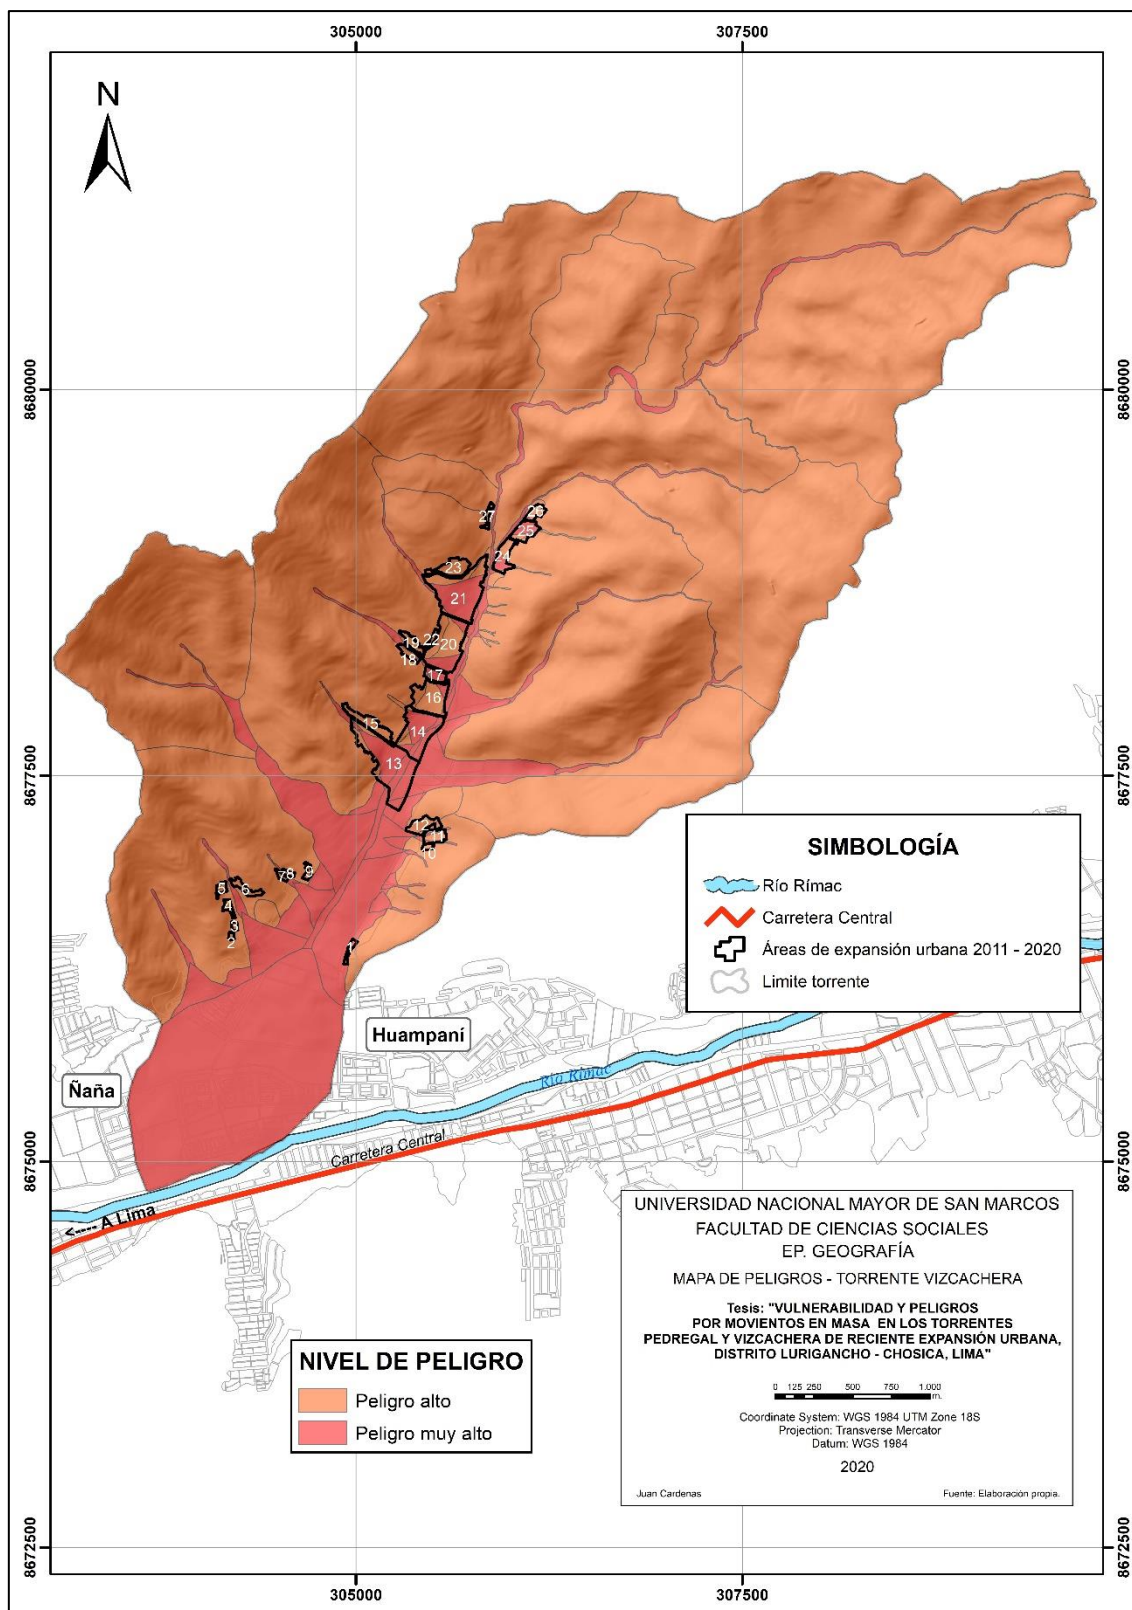 305000
307500
N
8680000
8680000
27
26
25
24
23
21
22
20
19
18
17
16
15
14
13
8677500
8677500
12
11
10
9
8
7
6
5
4
3
2
1
SIMBOLOGÍA
Río Rímac
Carretera Central
Áreas de expansión urbana 2011 - 2020
Limite torrente
Huampaní
Ñaña
Río Rímac
Carretera Central
8675000
8675000
<---- A Lima
UNIVERSIDAD NACIONAL MAYOR DE SAN MARCOS
FACULTAD DE CIENCIAS SOCIALES
EP. GEOGRAFÍA
MAPA DE PELIGROS - TORRENTE VIZCACHERA
Tesis: "VULNERABILIDAD Y PELIGROS
POR MOVIENTOS EN MASA EN LOS TORRENTES
PEDREGAL Y VIZCACHERA DE RECIENTE EXPANSIÓN URBANA,
DISTRITO LURIGANCHO - CHOSICA, LIMA"
0 125 250 500 750 1.000
m.
Coordinate System: WGS 1984 UTM Zone 18S
Projection: Transverse Mercator
Datum: WGS 1984
2020
Juan Cardenas
Fuente: Elaboración propia.
NIVEL DE PELIGRO
Peligro alto
Peligro muy alto
8672500
8672500
305000
307500